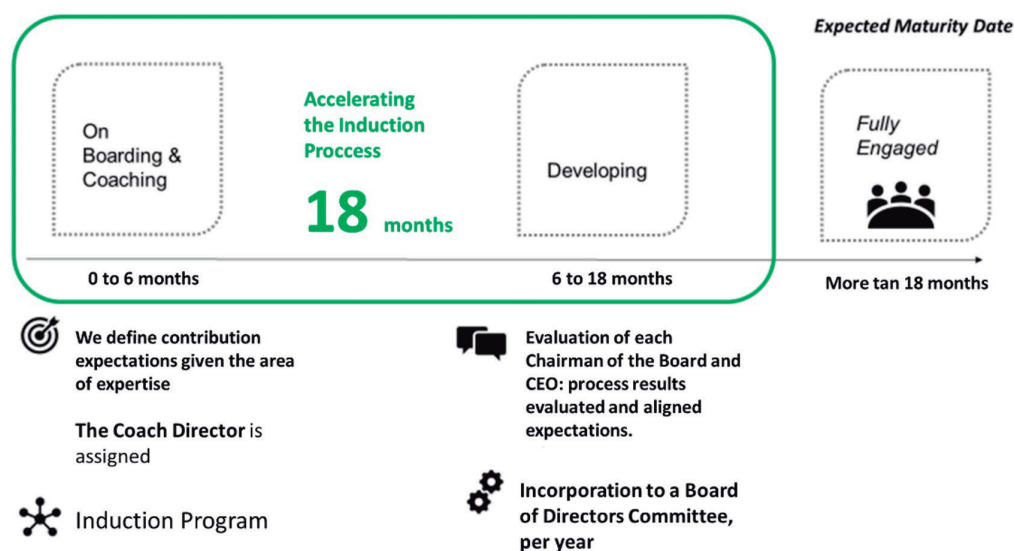 Expected Maturity Date
On
Boarding &
Coaching
Accelerating
the Induction
Proccess
18 months
Developing
Fully
Engaged
0 to 6 months
6 to 18 months
More tan 18 months
We define contribution
expectations given the area
of expertise
The Coach Director is
assigned
Induction Program
Evaluation of each
Chairman of the Board and
CEO: process results
evaluated and aligned
expectations.
Incorporation to a Board
of Directors Committee,
per year